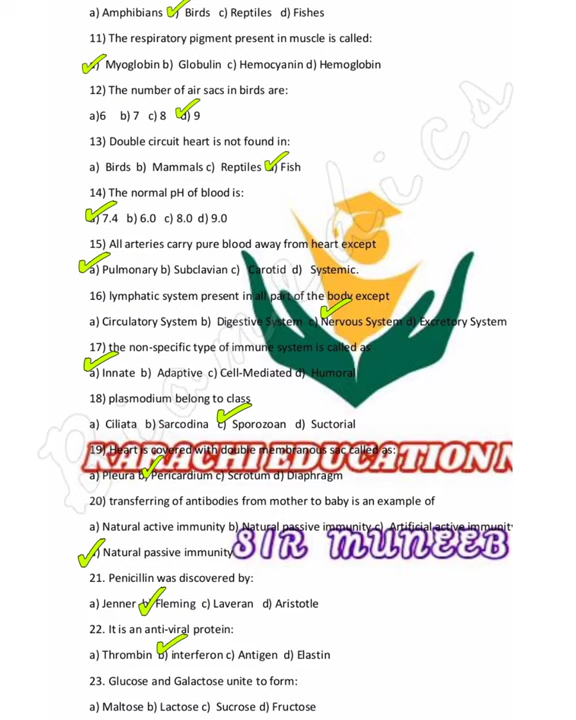 a) Amphibians b) Birds c) Reptiles d) Fishes
11) The respiratory pigment present in muscle is called:
a) Myoglobin b) Globulin c) Hemocyanin d) Hemoglobin
12) The number of air sacs in birds are:
a)6 b) 7 c) 8 d) 9
13) Double circuit heart is not found in:
a) Birds b) Mammals c) Reptiles d) Fish
14) The normal pH of blood is:
a) 7.4 b) 6.0 c) 8.0 d) 9.0
15) All arteries carry pure blood away from heart except
a) Pulmonary b) Subclavian c) Carotid d) Systemic.
16) lymphatic system present in all part of the body except
a) Circulatory System b) Digestive System c) Nervous System d) Excretory System
17) the non-specific type of immune system is called as
a) Innate b) Adaptive c) Cell-Mediated d) Humoral
18) plasmodium belong to class
a) Ciliata b) Sarcodina c) Sporozoan d) Suctorial
19) Heart is covered with double membranous sac called as:
KARACHI EDUCATION N
a) Pleura b) Pericardium c) Scrotum d) Diaphragm
20) transferring of antibodies from mother to baby is an example of
a) Natural active immunity b) Natural passive immunity c) Artificial active immunit
d) Natural passive immunity
SIR MUNEEB
21. Penicillin was discovered by:
a) Jenner b) Fleming c) Laveran d) Aristotle
22. It is an anti-viral protein:
a) Thrombin b) interferon c) Antigen d) Elastin
23. Glucose and Galactose unite to form:
a) Maltose b) Lactose c) Sucrose d) Fructose